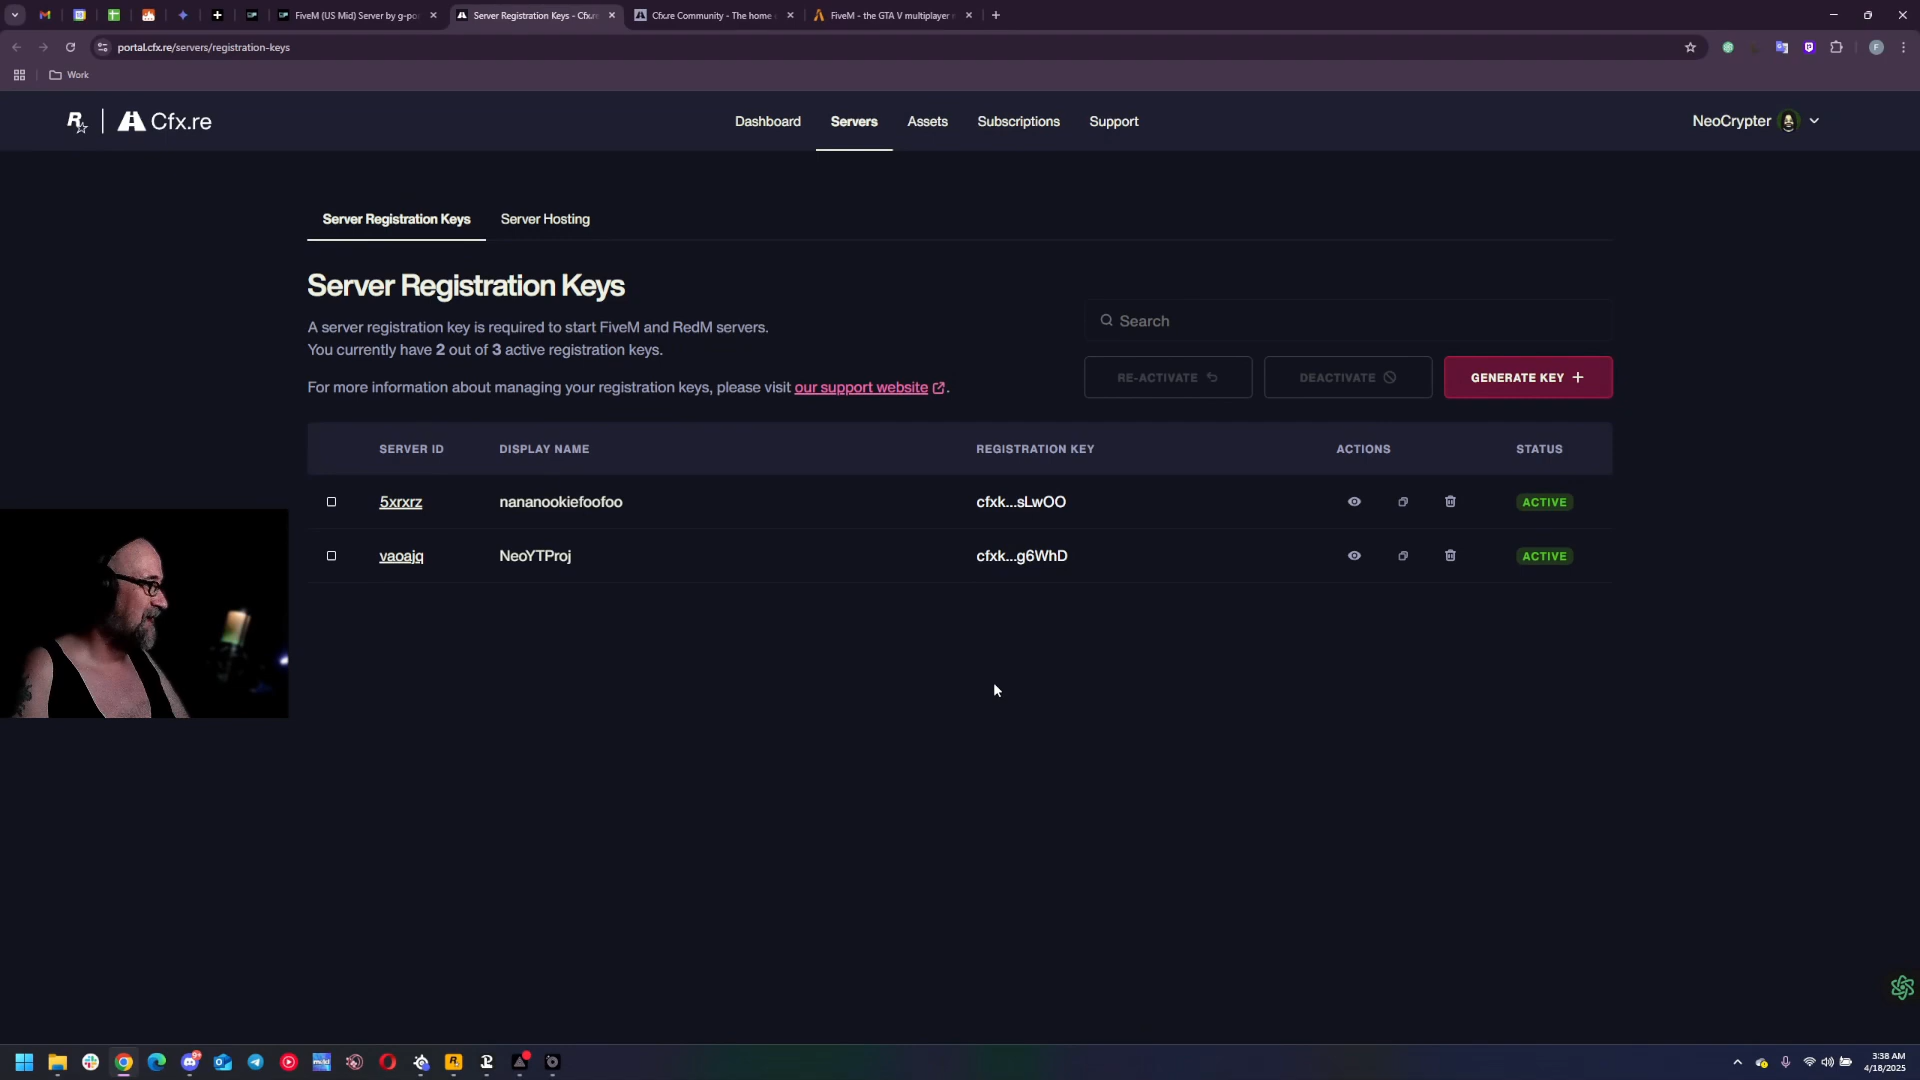 FiveM (US Mid) Server by g-po
Server Registration Keys - Cfx.re
Cfx.re Community - The home
FiveM - the GTA V multiplayer
portal.cfx.re/servers/registration-keys
Work
Cfx.re
Dashboard
Servers
Assets
Subscriptions
Support
NeoCrypter
Server Registration Keys
Server Hosting
Server Registration Keys
A server registration key is required to start FiveM and RedM servers.
You currently have 2 out of 3 active registration keys.
For more information about managing your registration keys, please visit our support website.
Search
RE-ACTIVATE
DEACTIVATE
GENERATE KEY
SERVER ID DISPLAY NAME REGISTRATION KEY ACTIONS STATUS
5xrxrz nananookiefoofoo cfxk...sLwOO ACTIVE
vaoajq NeoYTProj cfxk...g6WhD ACTIVE
3:38 AM
4/18/2025